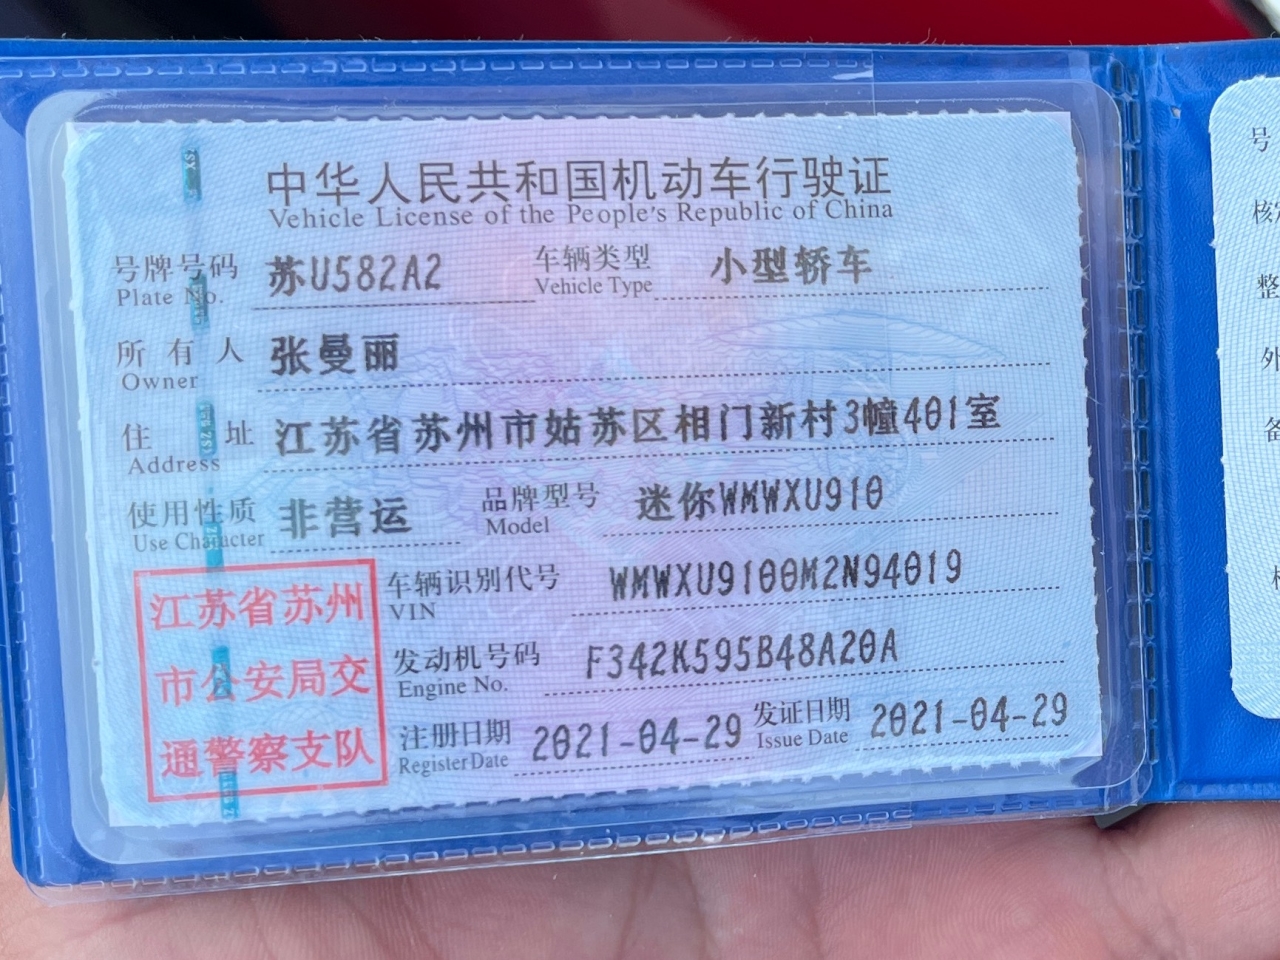 中华人民共和国机动车行驶证
Vehicle License of the People's Republic of China
号牌号码 苏U582A2 车辆类型 小型轿车
Plate No. Vehicle Type
所有人 张曼丽
Owner
住址 江苏省苏州市姑苏区相门新村3幢401室
Address
使用性质 非营运 品牌型号 迷你WMWXU910
Use Character Model
江苏省苏州
市公安局交
通警察支队
车辆识别代号 WMWXU9100M2N94019
VIN
发动机号码 F342K595B48A20A
Engine No.
注册日期 2021-04-29 发证日期 2021-04-29
Register Date Issue Date
号
核
整
外